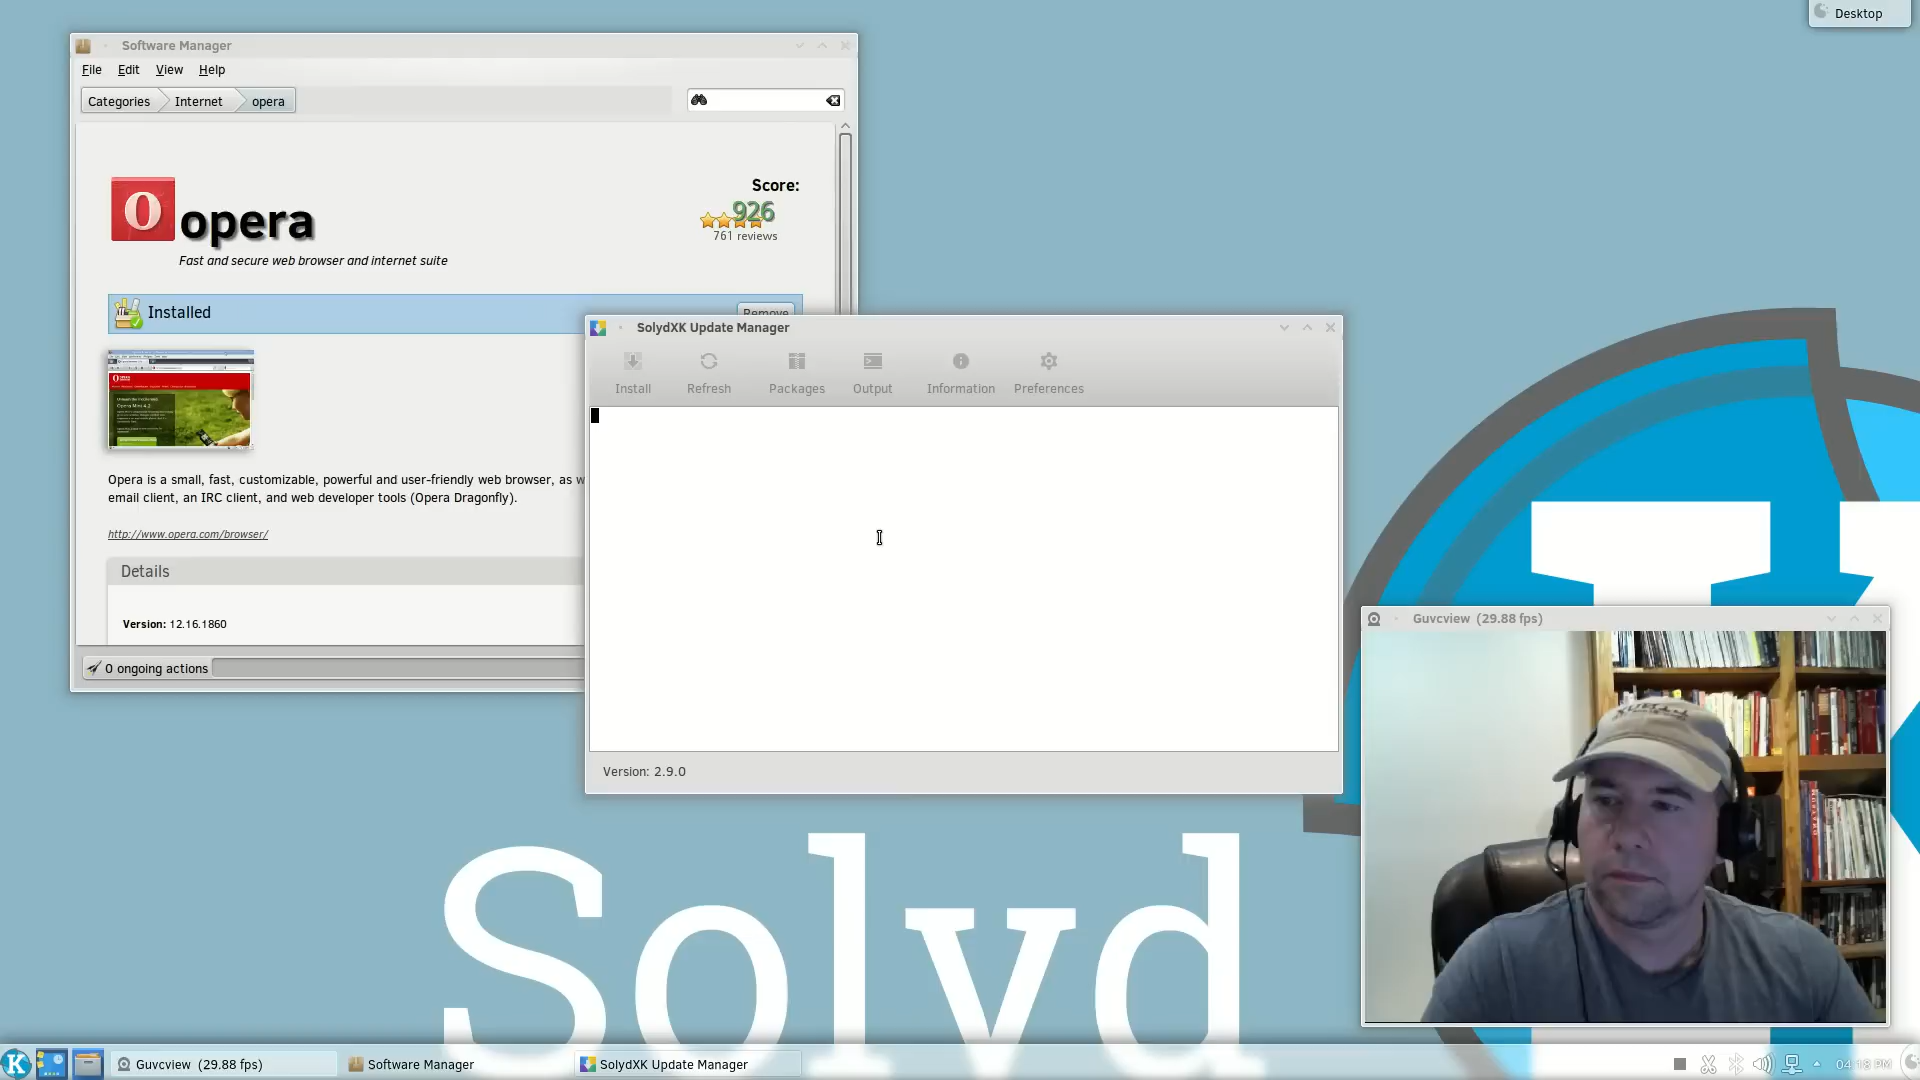 Desktop
Software Manager
File Edit View Help
Categories Internet opera
O opera
Fast and secure web browser and internet suite
Score:
926
761 reviews
Installed
Remove
Opera is a small, fast, customizable, powerful and user-friendly web browser, as w
email client, an IRC client, and web developer tools (Opera Dragonfly).
http://www.opera.com/browser/
Details
Version: 12.16.1860
0 ongoing actions
SolydXK Update Manager
Install Refresh Packages Output Information Preferences
Version: 2.9.0
Guvcview (29.88 fps)
Solyd
K Guvcview (29.88 fps) Software Manager SolydXK Update Manager 04:18 PM